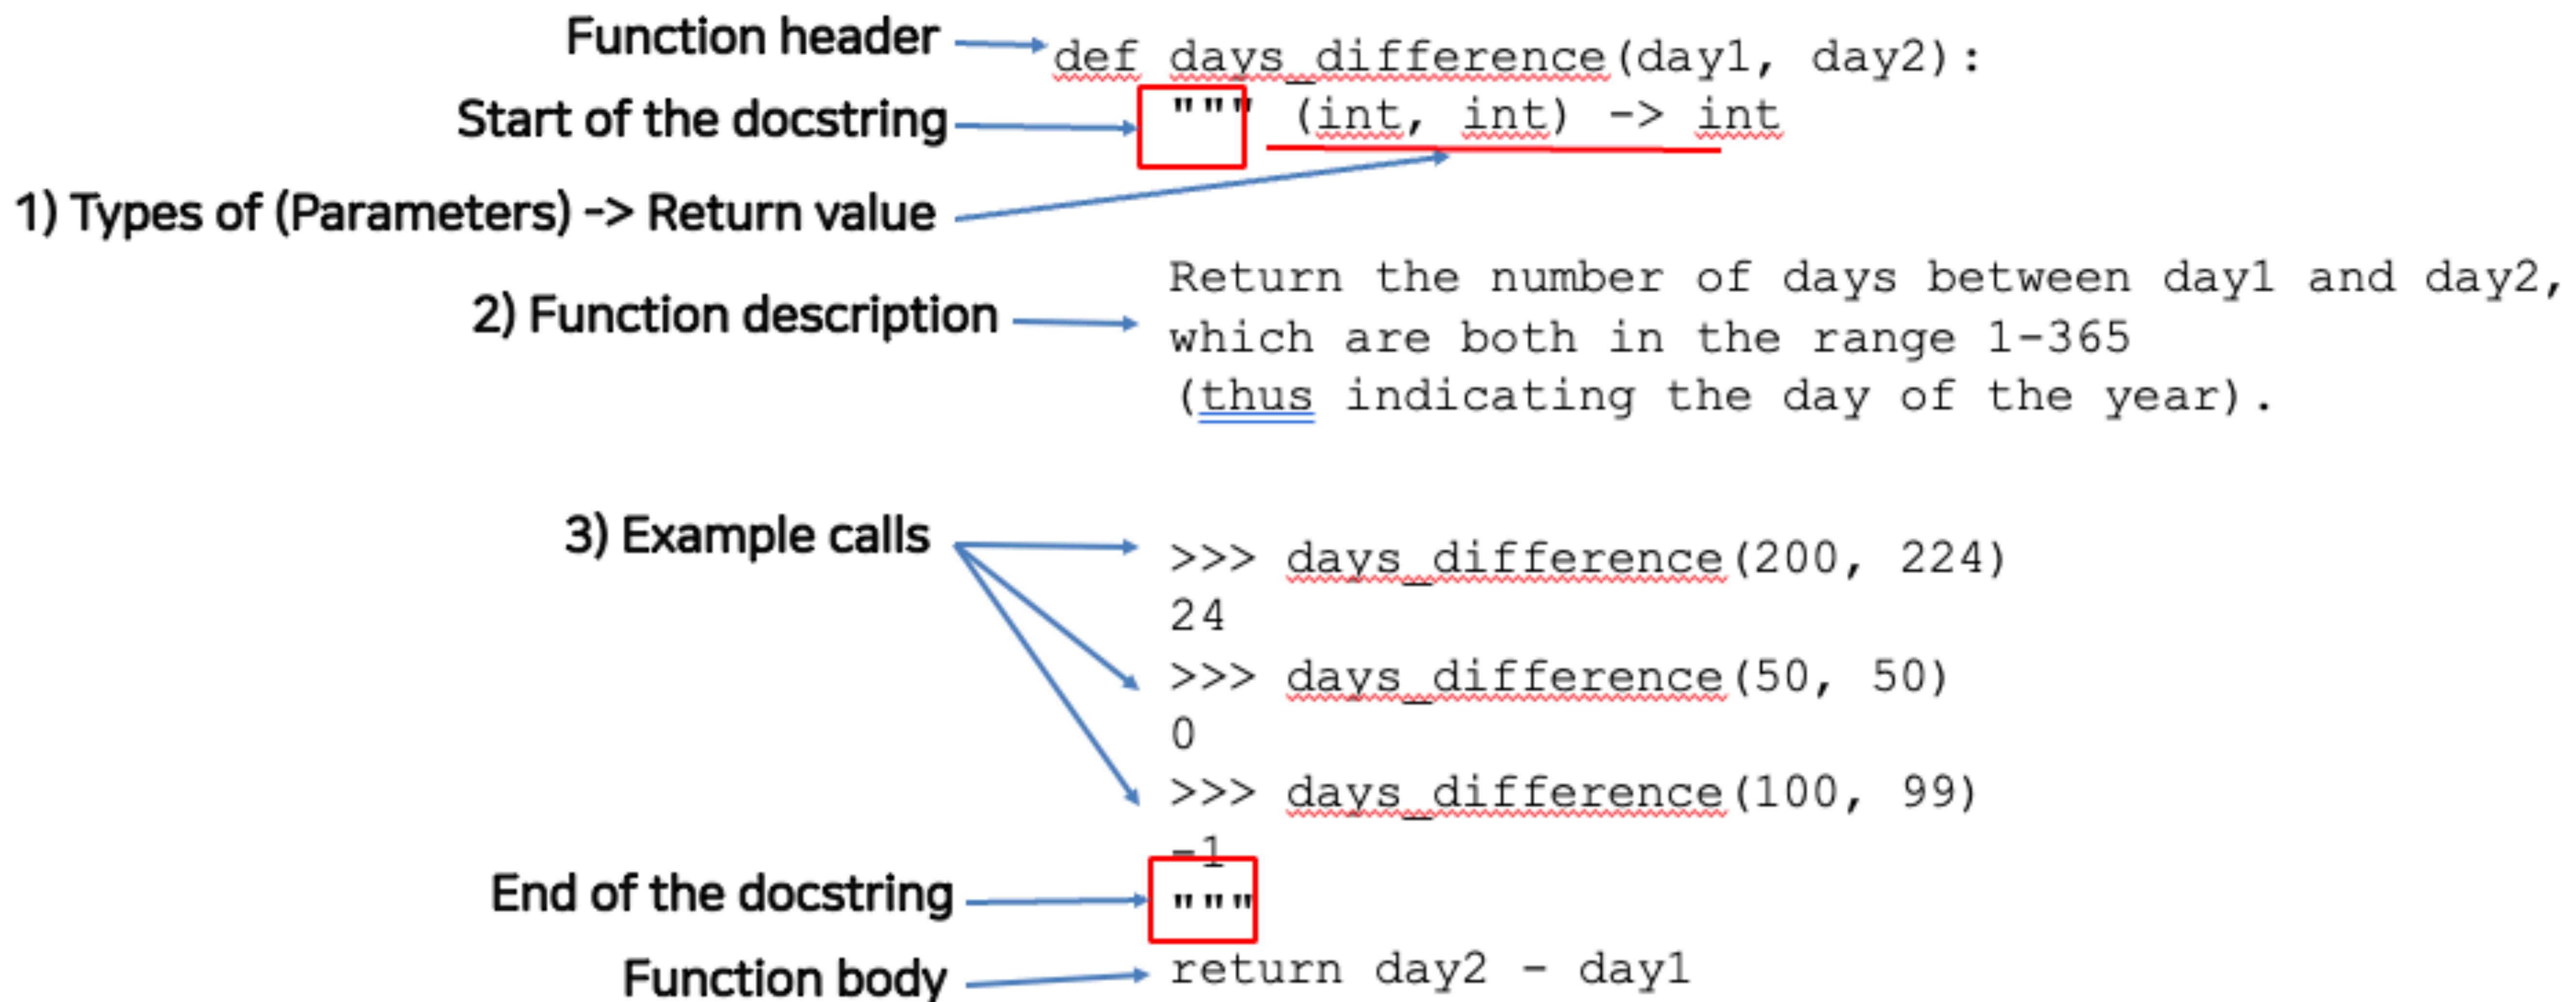 Function header def days_difference(day1, day2):
Start of the docstring """ (int, int) -> int
1) Types of (Parameters) -> Return value
Return the number of days between day1 and day2,
2) Function description
which are both in the range 1-365
(thus indicating the day of the year).
3) Example calls
>>> days_difference(200, 224)
24
>>> days_difference(50, 50)
0
>>> days_difference(100, 99)
-1
End of the docstring """
Function body return day2 - day1